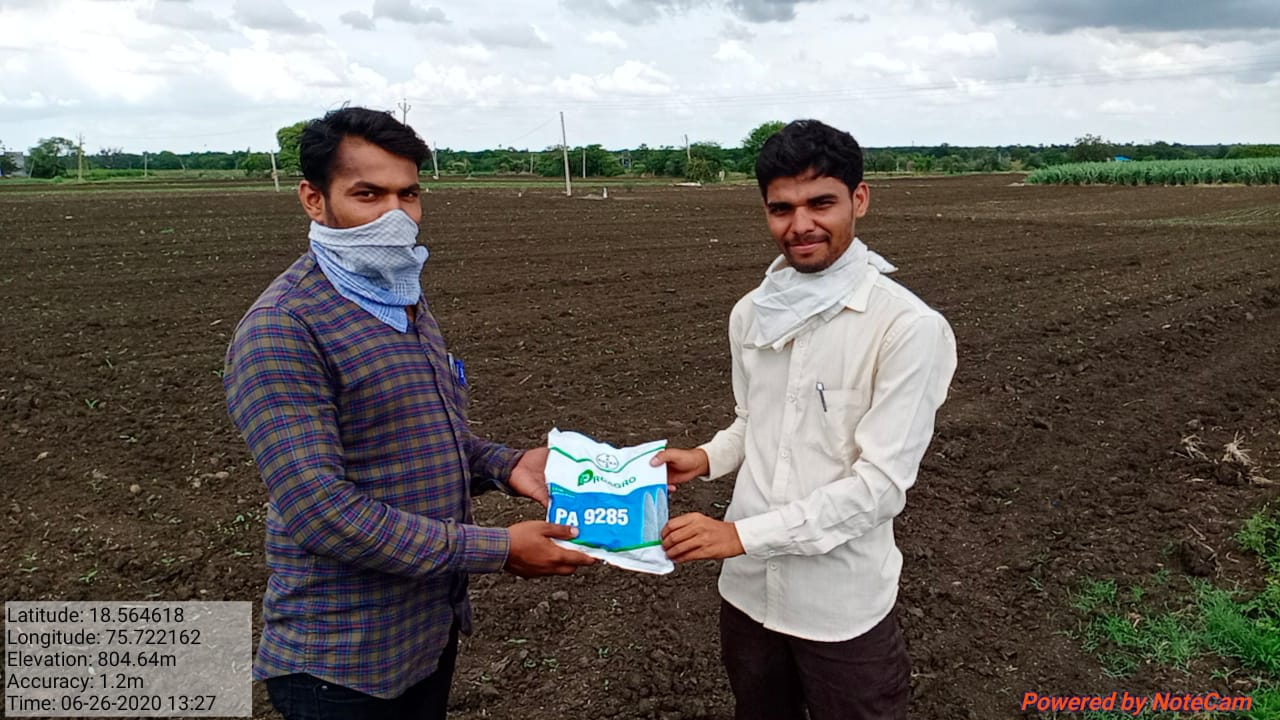 PROAGRO
PA 9285
Latitude: 18.564618
Longitude: 75.722162
Elevation: 804.64m
Accuracy: 1.2m
Time: 06-26-2020 13:27
Powered by NoteCam